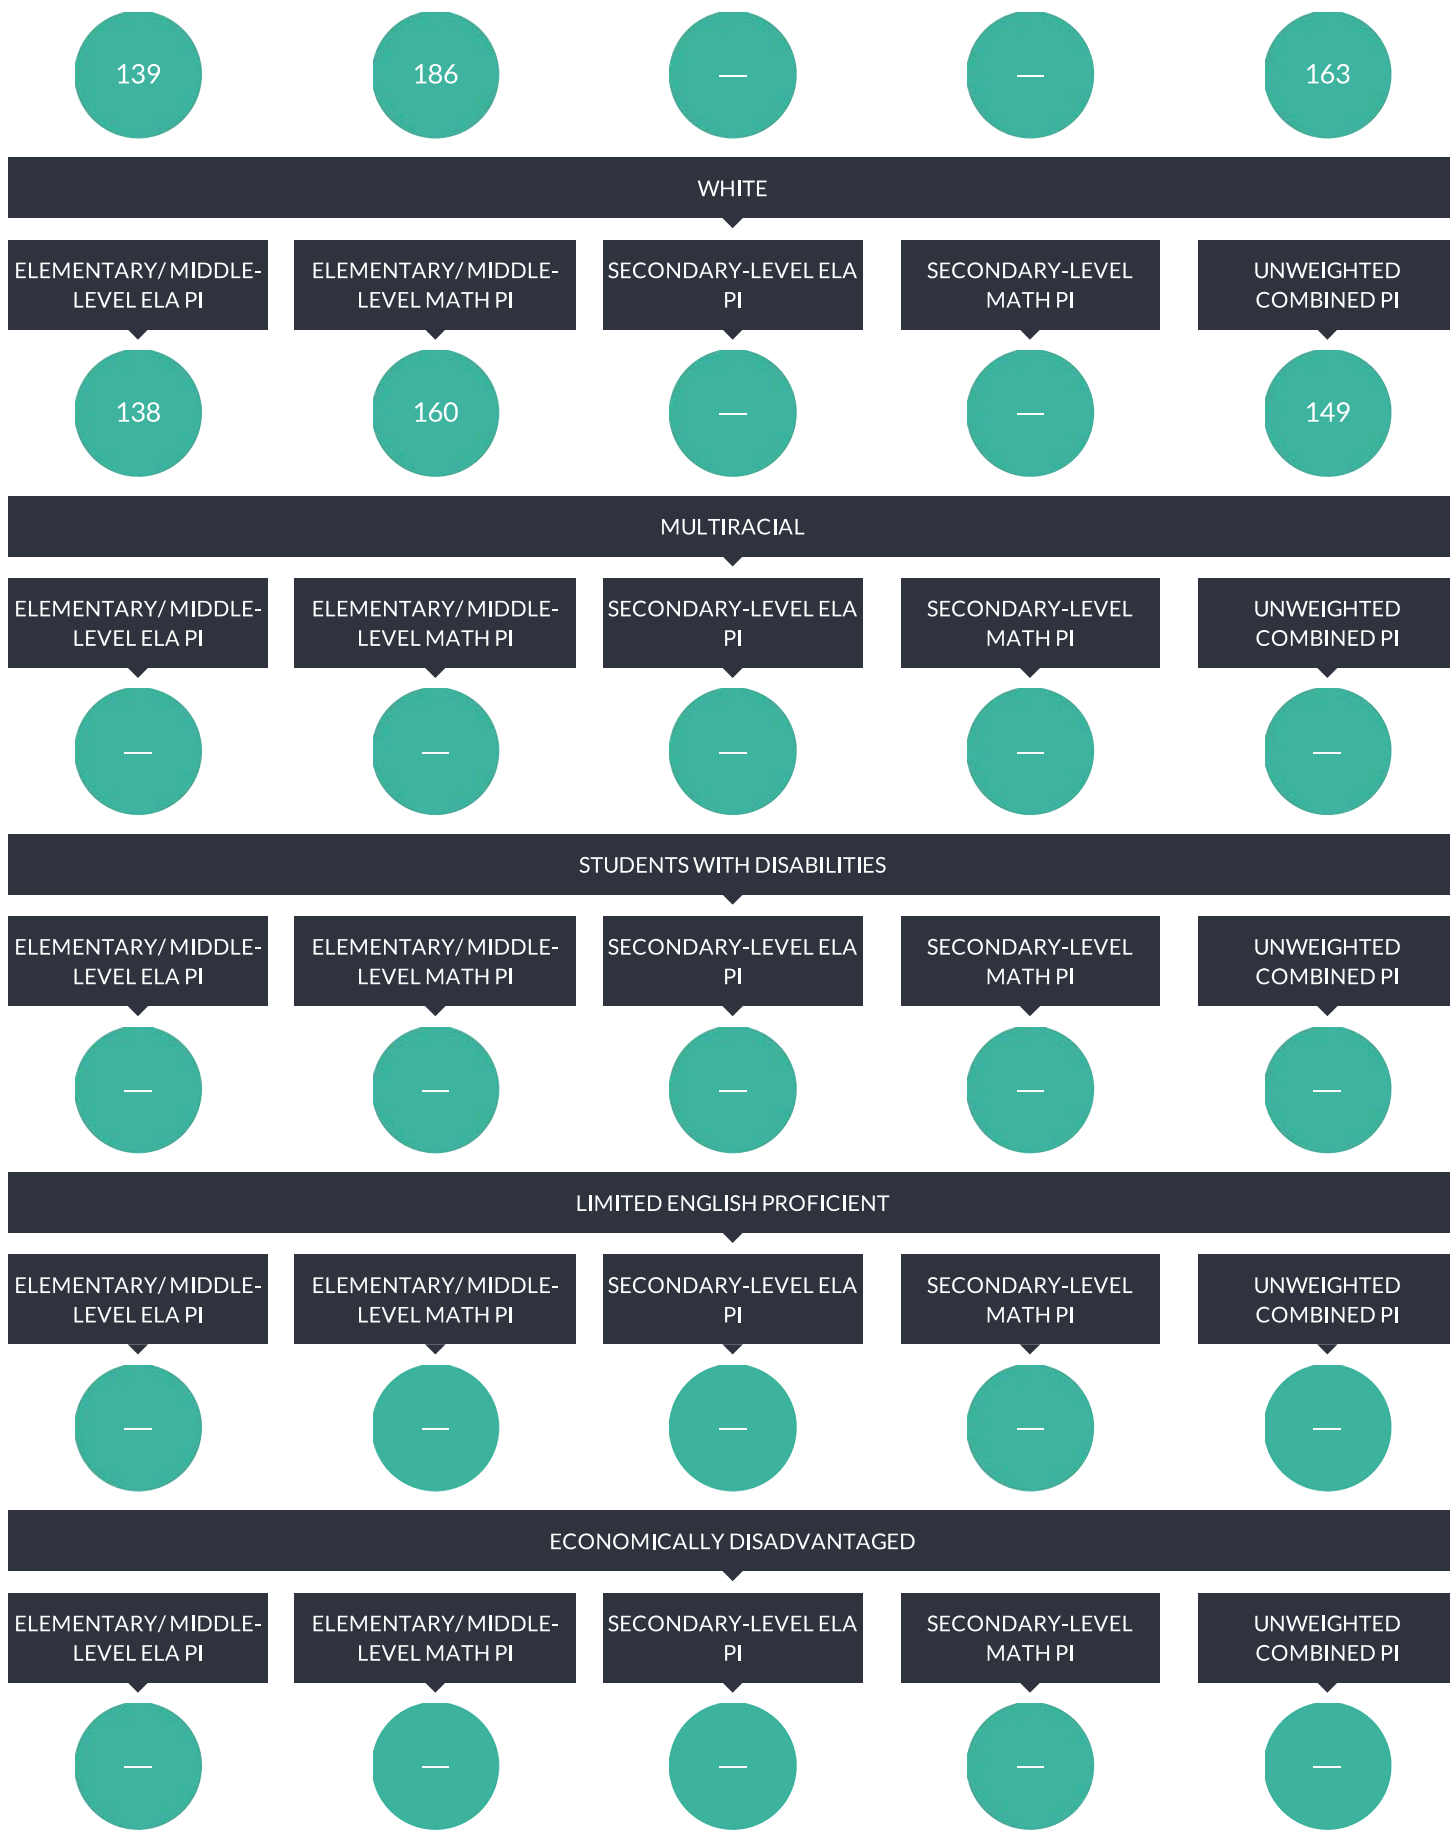 139 186 — — 163
WHITE
ELEMENTARY/ MIDDLE- ELEMENTARY/ MIDDLE- SECONDARY-LEVEL ELA SECONDARY-LEVEL UNWEIGHTED
LEVEL ELA PI LEVEL MATH PI PI MATH PI COMBINED PI
138 160 — — 149
MULTIRACIAL
ELEMENTARY/ MIDDLE- ELEMENTARY/ MIDDLE- SECONDARY-LEVEL ELA SECONDARY-LEVEL UNWEIGHTED
LEVEL ELA PI LEVEL MATH PI PI MATH PI COMBINED PI
— — — — —
STUDENTS WITH DISABILITIES
ELEMENTARY/ MIDDLE- ELEMENTARY/ MIDDLE- SECONDARY-LEVEL ELA SECONDARY-LEVEL UNWEIGHTED
LEVEL ELA PI LEVEL MATH PI PI MATH PI COMBINED PI
— — — — —
LIMITED ENGLISH PROFICIENT
ELEMENTARY/ MIDDLE- ELEMENTARY/ MIDDLE- SECONDARY-LEVEL ELA SECONDARY-LEVEL UNWEIGHTED
LEVEL ELA PI LEVEL MATH PI PI MATH PI COMBINED PI
— — — — —
ECONOMICALLY DISADVANTAGED
ELEMENTARY/ MIDDLE- ELEMENTARY/ MIDDLE- SECONDARY-LEVEL ELA SECONDARY-LEVEL UNWEIGHTED
LEVEL ELA PI LEVEL MATH PI PI MATH PI COMBINED PI
— — — — —